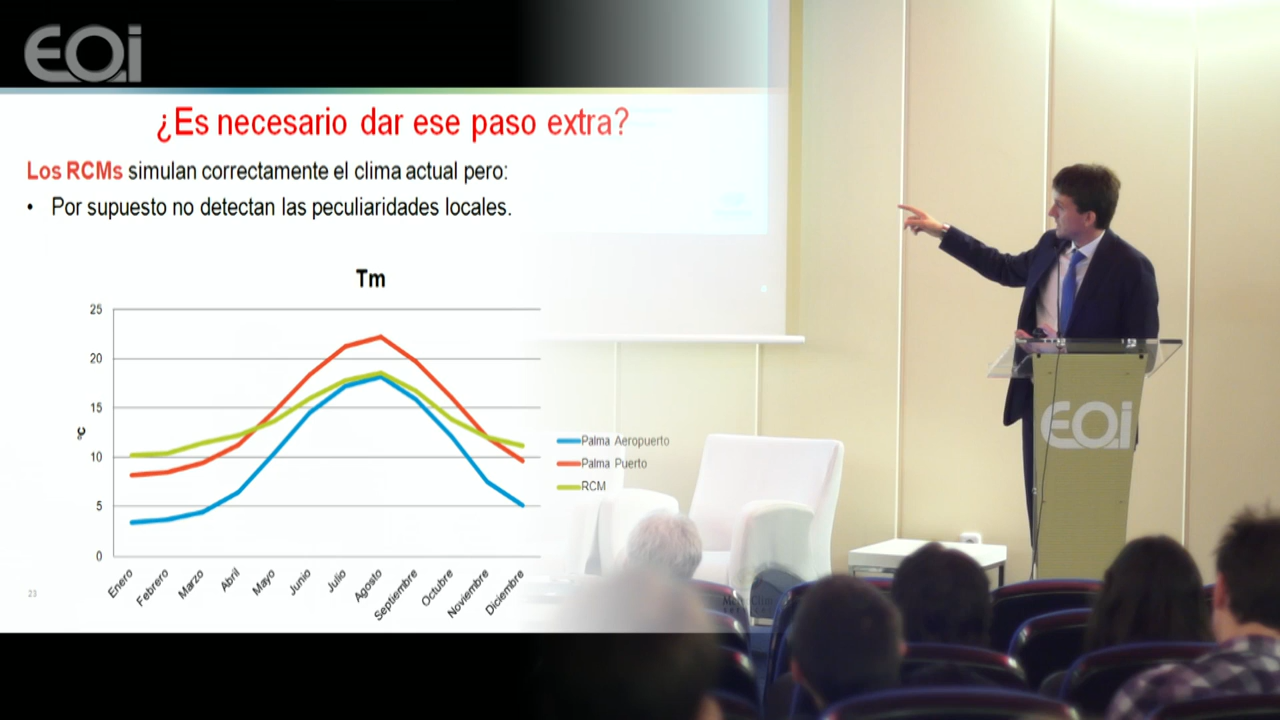 EOi
¿Es necesario dar ese paso extra?
Los RCMs simulan correctamente el clima actual pero:
• Por supuesto no detectan las peculiaridades locales.
Tm
25
20
15
10
5
0
°C
Enero
Febrero
Marzo
Abril
Mayo
Junio
Julio
Agosto
Septiembre
Octubre
Noviembre
Diciembre
Palma Aeropuerto
Palma Puerto
RCM
23
EOi